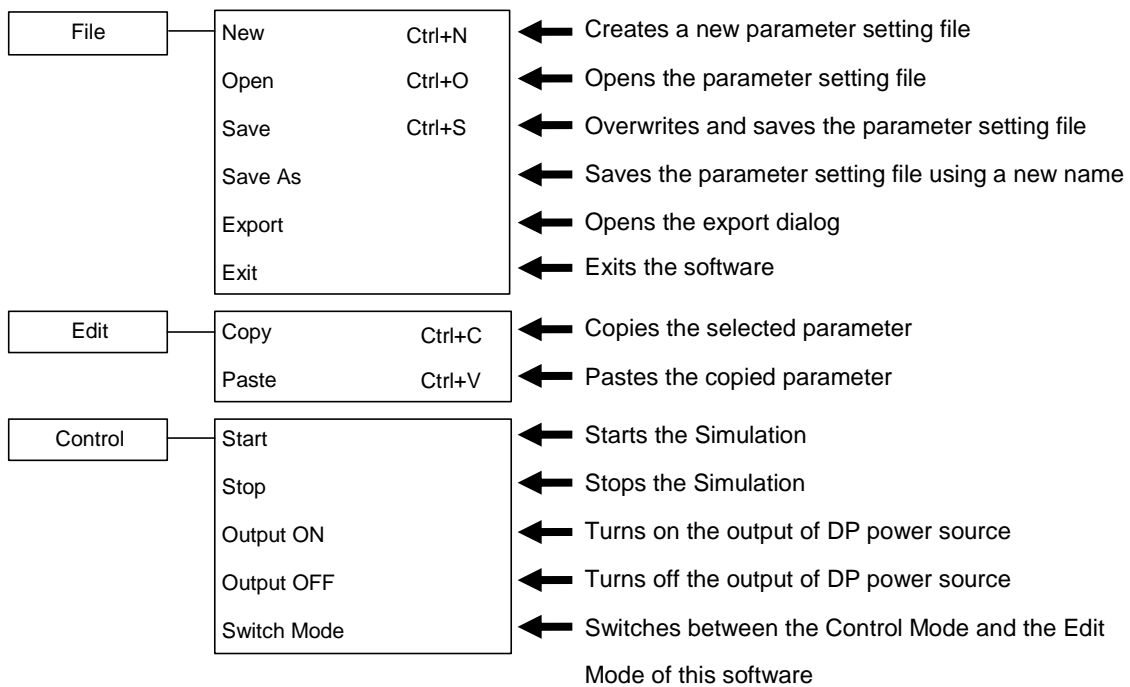 File New Ctrl+N Creates a new parameter setting file
Open Ctrl+O Opens the parameter setting file
Save Ctrl+S Overwrites and saves the parameter setting file
Save As Saves the parameter setting file using a new name
Export Opens the export dialog
Exit Exits the software
Edit Copy Ctrl+C Copies the selected parameter
Paste Ctrl+V Pastes the copied parameter
Control Start Starts the Simulation
Stop Stops the Simulation
Output ON Turns on the output of DP power source
Output OFF Turns off the output of DP power source
Switch Mode Switches between the Control Mode and the Edit
Mode of this software